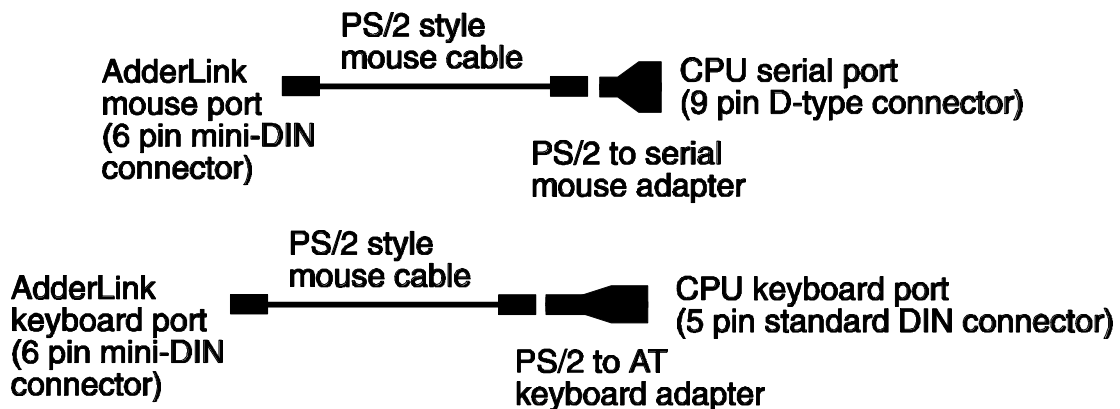 PS/2 style
mouse cable
AdderLink
mouse port
(6 pin mini-DIN
connector)
CPU serial port
(9 pin D-type connector)
PS/2 to serial
mouse adapter
PS/2 style
mouse cable
AdderLink
keyboard port
(6 pin mini-DIN
connector)
CPU keyboard port
(5 pin standard DIN connector)
PS/2 to AT
keyboard adapter